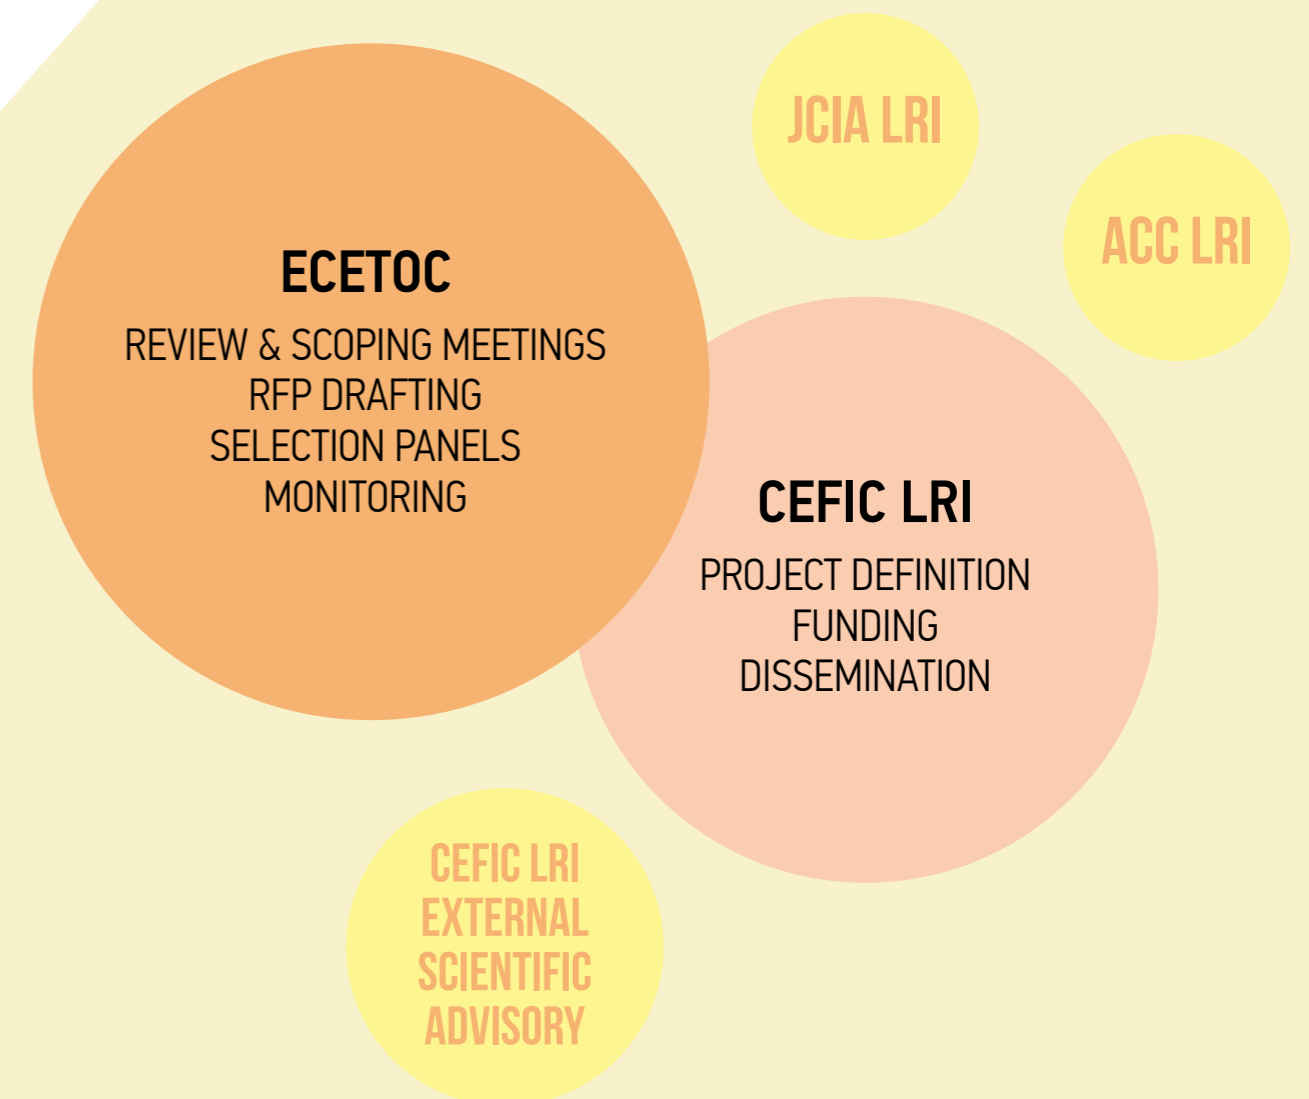 JCIA LRI
ACC LRI
ECETOC
REVIEW & SCOPING MEETINGS
RFP DRAFTING
SELECTION PANELS
MONITORING
CEFIC LRI
PROJECT DEFINITION
FUNDING
DISSEMINATION
CEFIC LRI
EXTERNAL
SCIENTIFIC
ADVISORY